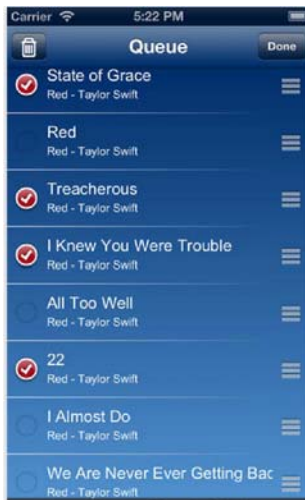 Carrier 5:22 PM
Queue Done
State of Grace
Red - Taylor Swift
Red
Red - Taylor Swift
Treacherous
Red - Taylor Swift
I Knew You Were Trouble
Red - Taylor Swift
All Too Well
Red - Taylor Swift
22
Red - Taylor Swift
I Almost Do
Red - Taylor Swift
We Are Never Ever Getting Bac
Red - Taylor Swift